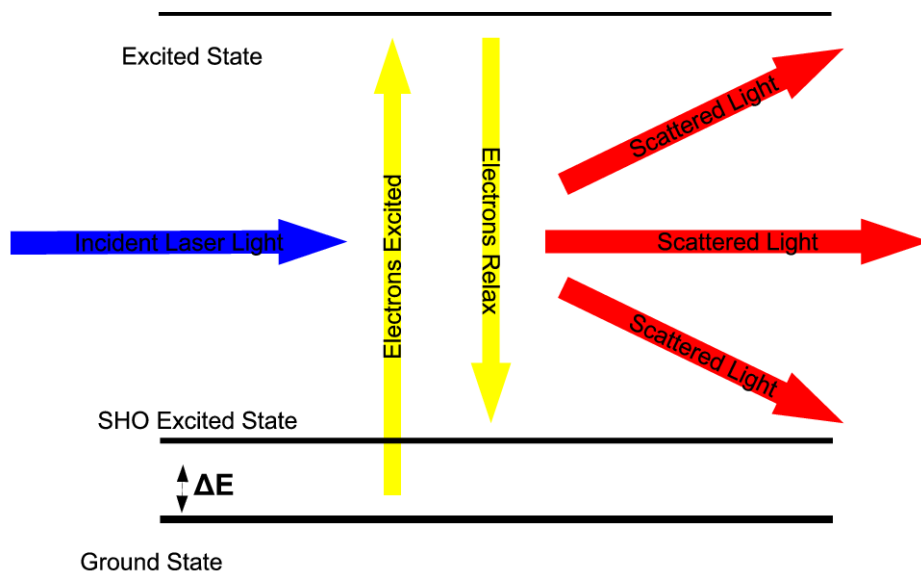 Excited State
Scattered Light
Incident Laser Light
Electrons Excited
Electrons Relax
Scattered Light
Scattered Light
SHO Excited State
ΔE
Ground State